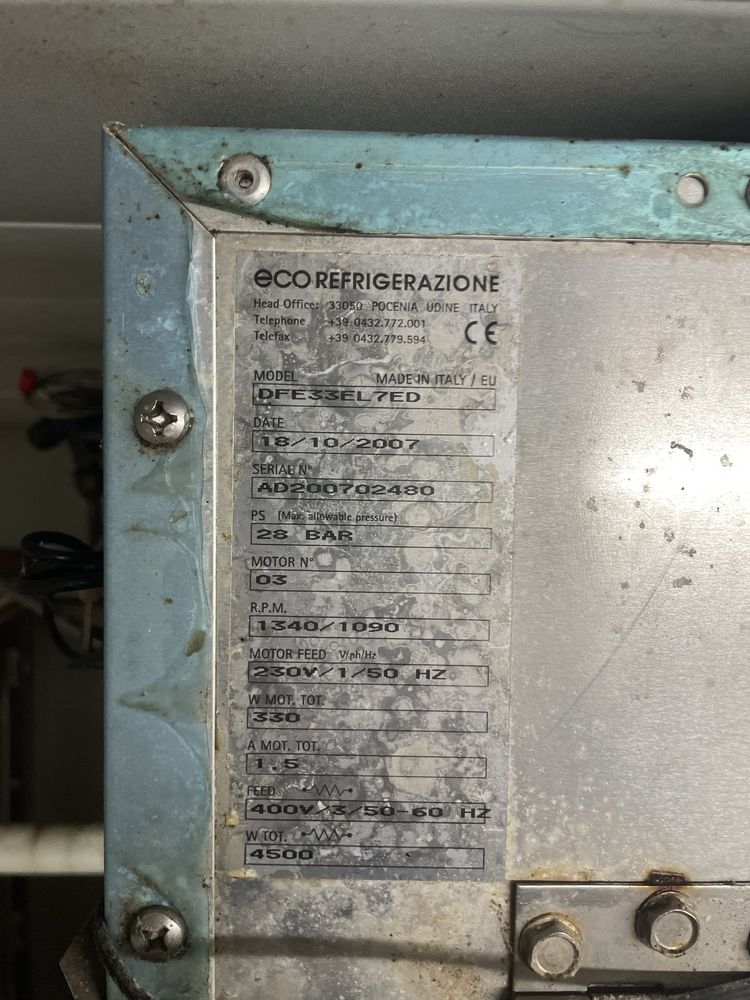 ecoREFRIGERAZIONE
Head Office: 33050 POCENIA UDINE ITALY
Telephone +39 0432.772.001
Telefax +39 0432.779.594 CE
MODEL MADE IN ITALY / EU
DFE33EL7ED
DATE
18/10/2007
SERIAL N°
AD200702480
PS (Max. allowable pressure)
28 BAR
MOTOR N°
03
R.P.M.
1340/1090
MOTOR FEED V/ph/Hz
230V/1/50 HZ
W MOT. TOT.
330
A MOT. TOT.
1.5
FEED
400V/3/50-60 HZ
W TOT.
4500